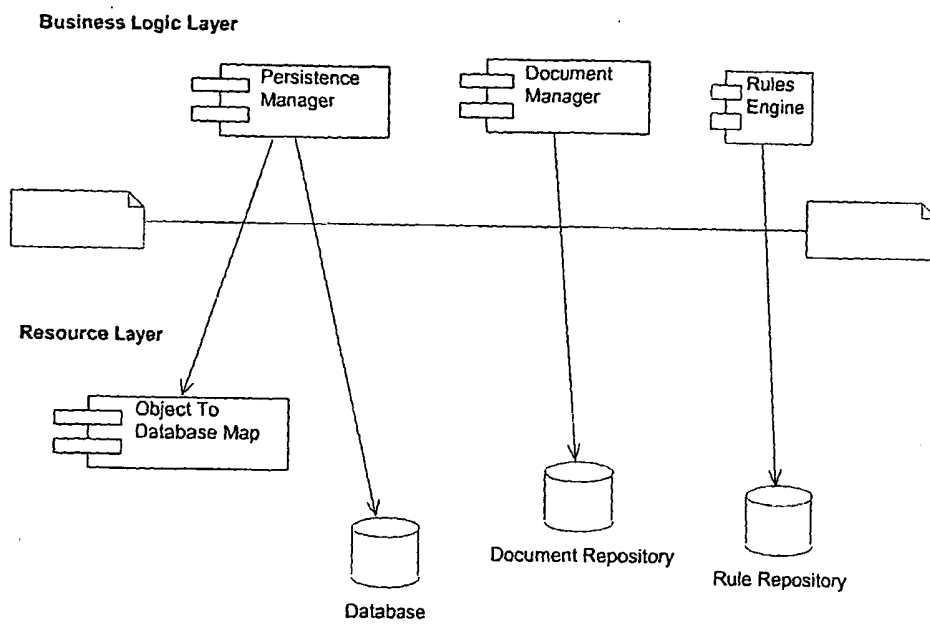 Business Logic Layer
Persistence
Manager
Document
Manager
Rules
Engine
Resource Layer
Object To
Database Map
Document Repository
Rule Repository
Database